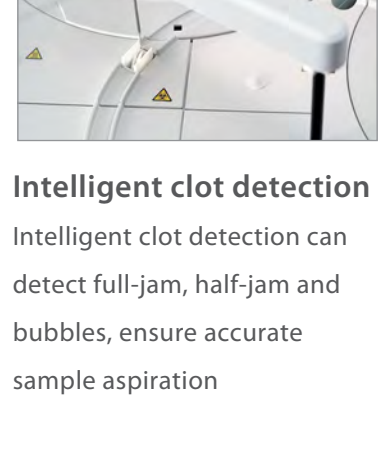 Intelligent clot detection
Intelligent clot detection can
detect full-jam, half-jam and
bubbles, ensure accurate
sample aspiration